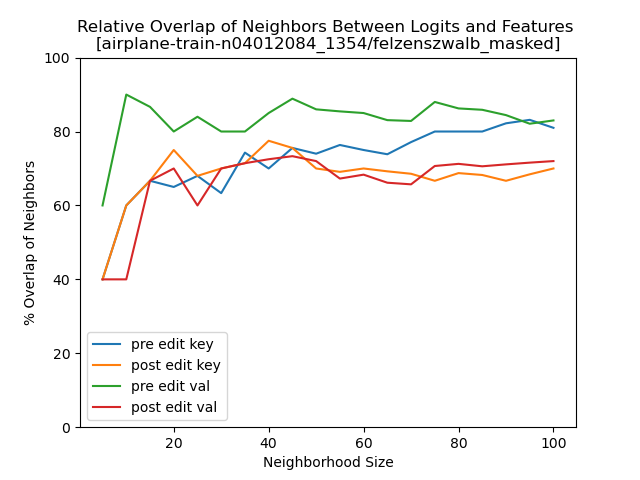 Relative Overlap of Neighbors Between Logits and Features
[airplane-train-n04012084_1354/felzenszwalb_masked]
100
80
60
40
20
0
% Overlap of Neighbors
pre edit key
post edit key
pre edit val
post edit val
20 40 60 80 100
Neighborhood Size